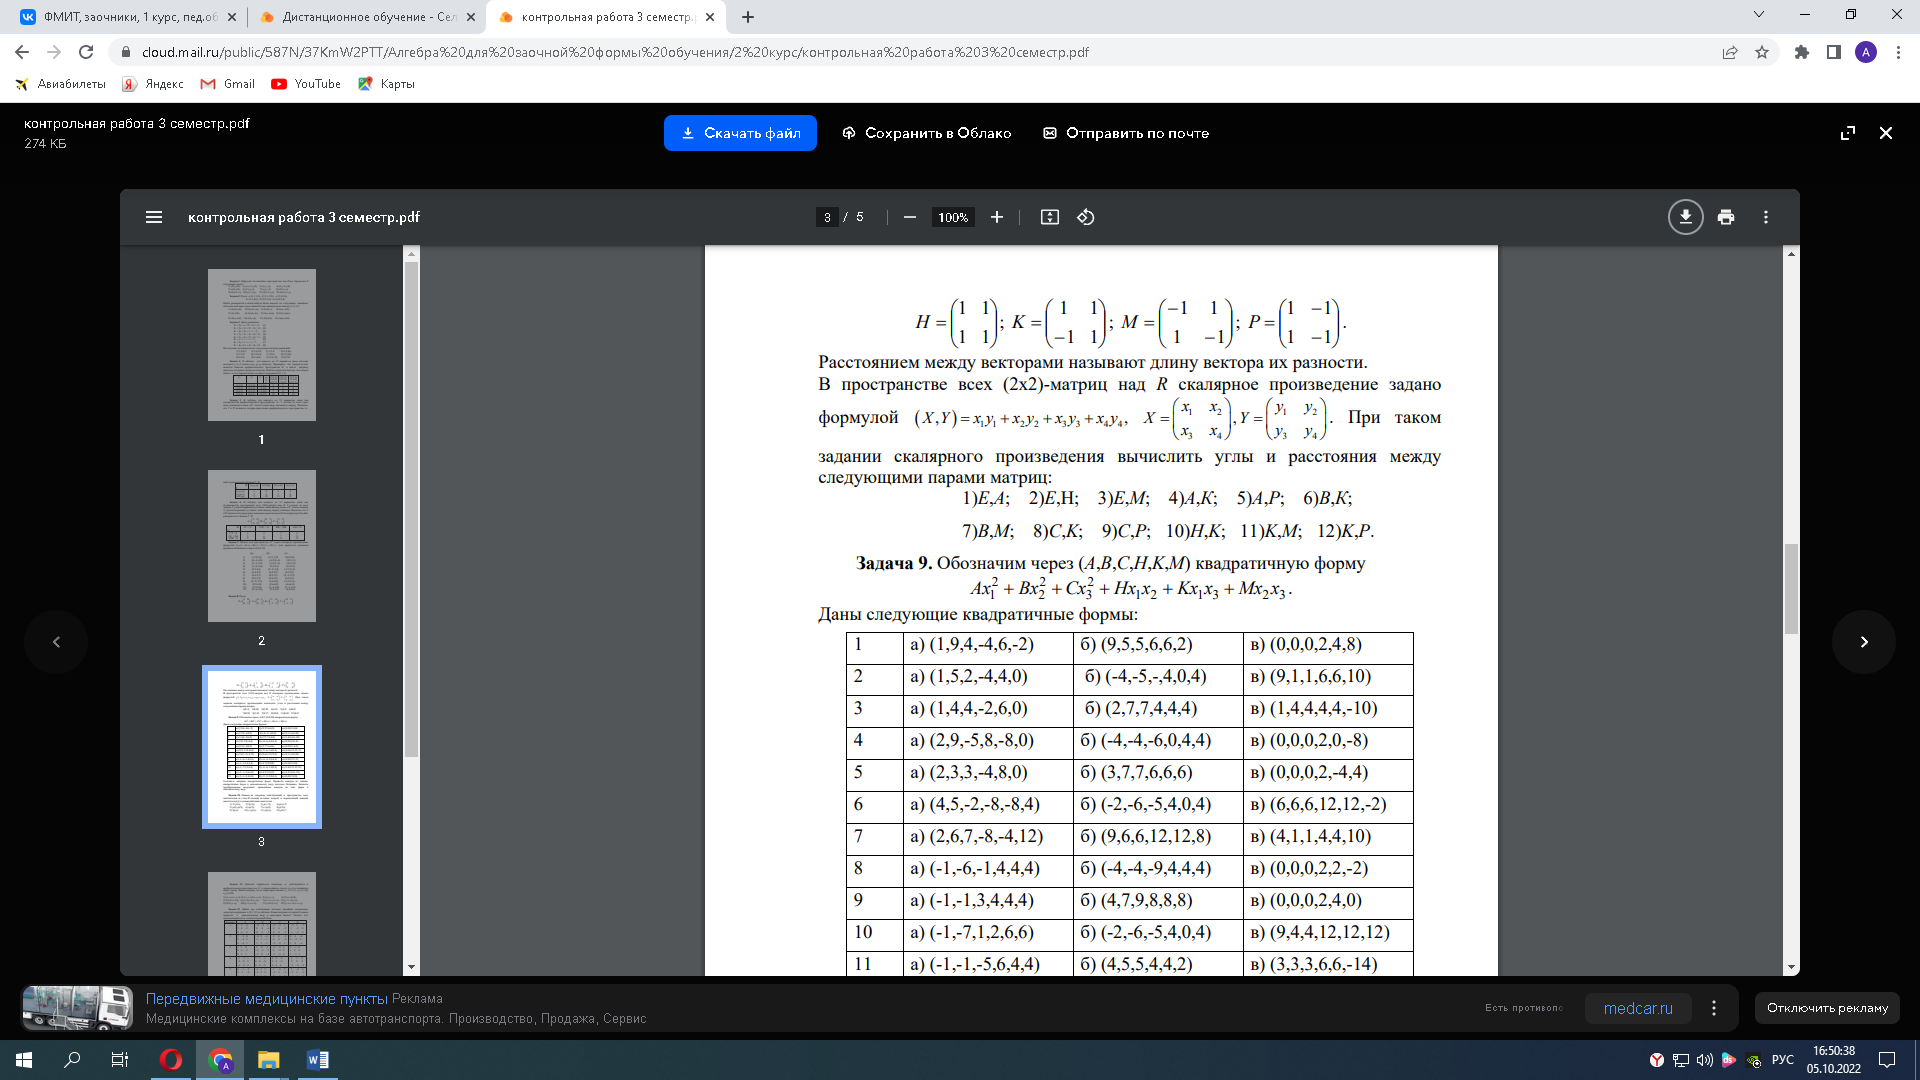 ФМИТ, заочники, 1 курс, пед.об
Дистанционное обучение - Сел
контрольная работа 3 семестр.
cloud.mail.ru/public/587N/37KmW2PTT/Алгебра%20для%20заочной%20формы%20обучения/2%20курс/контрольная%20работа%203%20семестр.pdf
A
Авиабилеты Яндекс Gmail YouTube Карты
контрольная работа 3 семестр.pdf
274 КБ
Скачать файл Сохранить в Облако Отправить по почте
контрольная работа 3 семестр.pdf 3 / 5 100%
1
2
3
H = (1 1; 1 1); K = (1 1; −1 1); M = (−1 1; 1 −1); P = (1 −1; 1 −1).
Расстоянием между векторами называют длину вектора их разности.
В пространстве всех (2х2)-матриц над R скалярное произведение задано
формулой (X,Y) = x₁y₁ + x₂y₂ + x₃y₃ + x₄y₄, X = (x₁ x₂; x₃ x₄), Y = (y₁ y₂; y₃ y₄). При таком
задании скалярного произведения вычислить углы и расстояния между
следующими парами матриц:
1)E,A; 2)E,H; 3)E,M; 4)A,K; 5)A,P; 6)B,K;
7)B,M; 8)C,K; 9)C,P; 10)H,K; 11)K,M; 12)K,P.
Задача 9. Обозначим через (A,B,C,H,K,M) квадратичную форму
Ax₁² + Bx₂² + Cx₃² + Hx₁x₂ + Kx₁x₃ + Mx₂x₃.
Даны следующие квадратичные формы:
1 а) (1,9,4,-4,6,-2) б) (9,5,5,6,6,2) в) (0,0,0,2,4,8)
2 а) (1,5,2,-4,4,0) б) (-4,-5,-,4,0,4) в) (9,1,1,6,6,10)
3 а) (1,4,4,-2,6,0) б) (2,7,7,4,4,4) в) (1,4,4,4,4,-10)
4 а) (2,9,-5,8,-8,0) б) (-4,-4,-6,0,4,4) в) (0,0,0,2,0,-8)
5 а) (2,3,3,-4,8,0) б) (3,7,7,6,6,6) в) (0,0,0,2,-4,4)
6 а) (4,5,-2,-8,-8,4) б) (-2,-6,-5,4,0,4) в) (6,6,6,12,12,-2)
7 а) (2,6,7,-8,-4,12) б) (9,6,6,12,12,8) в) (4,1,1,4,4,10)
8 а) (-1,-6,-1,4,4,4) б) (-4,-4,-9,4,4,4) в) (0,0,0,2,2,-2)
9 а) (-1,-1,3,4,4,4) б) (4,7,9,8,8,8) в) (0,0,0,2,4,0)
10 а) (-1,-7,1,2,6,6) б) (-2,-6,-5,4,0,4) в) (9,4,4,12,12,12)
11 а) (-1,-1,-5,6,4,4) б) (4,5,5,4,4,2) в) (3,3,3,6,6,-14)
Передвижные медицинские пункты Реклама
Медицинские комплексы на базе автотранспорта. Производство, Продажа, Сервис
Есть противопо
medcar.ru
Отключить рекламу
РУС
16:50:38
05.10.2022